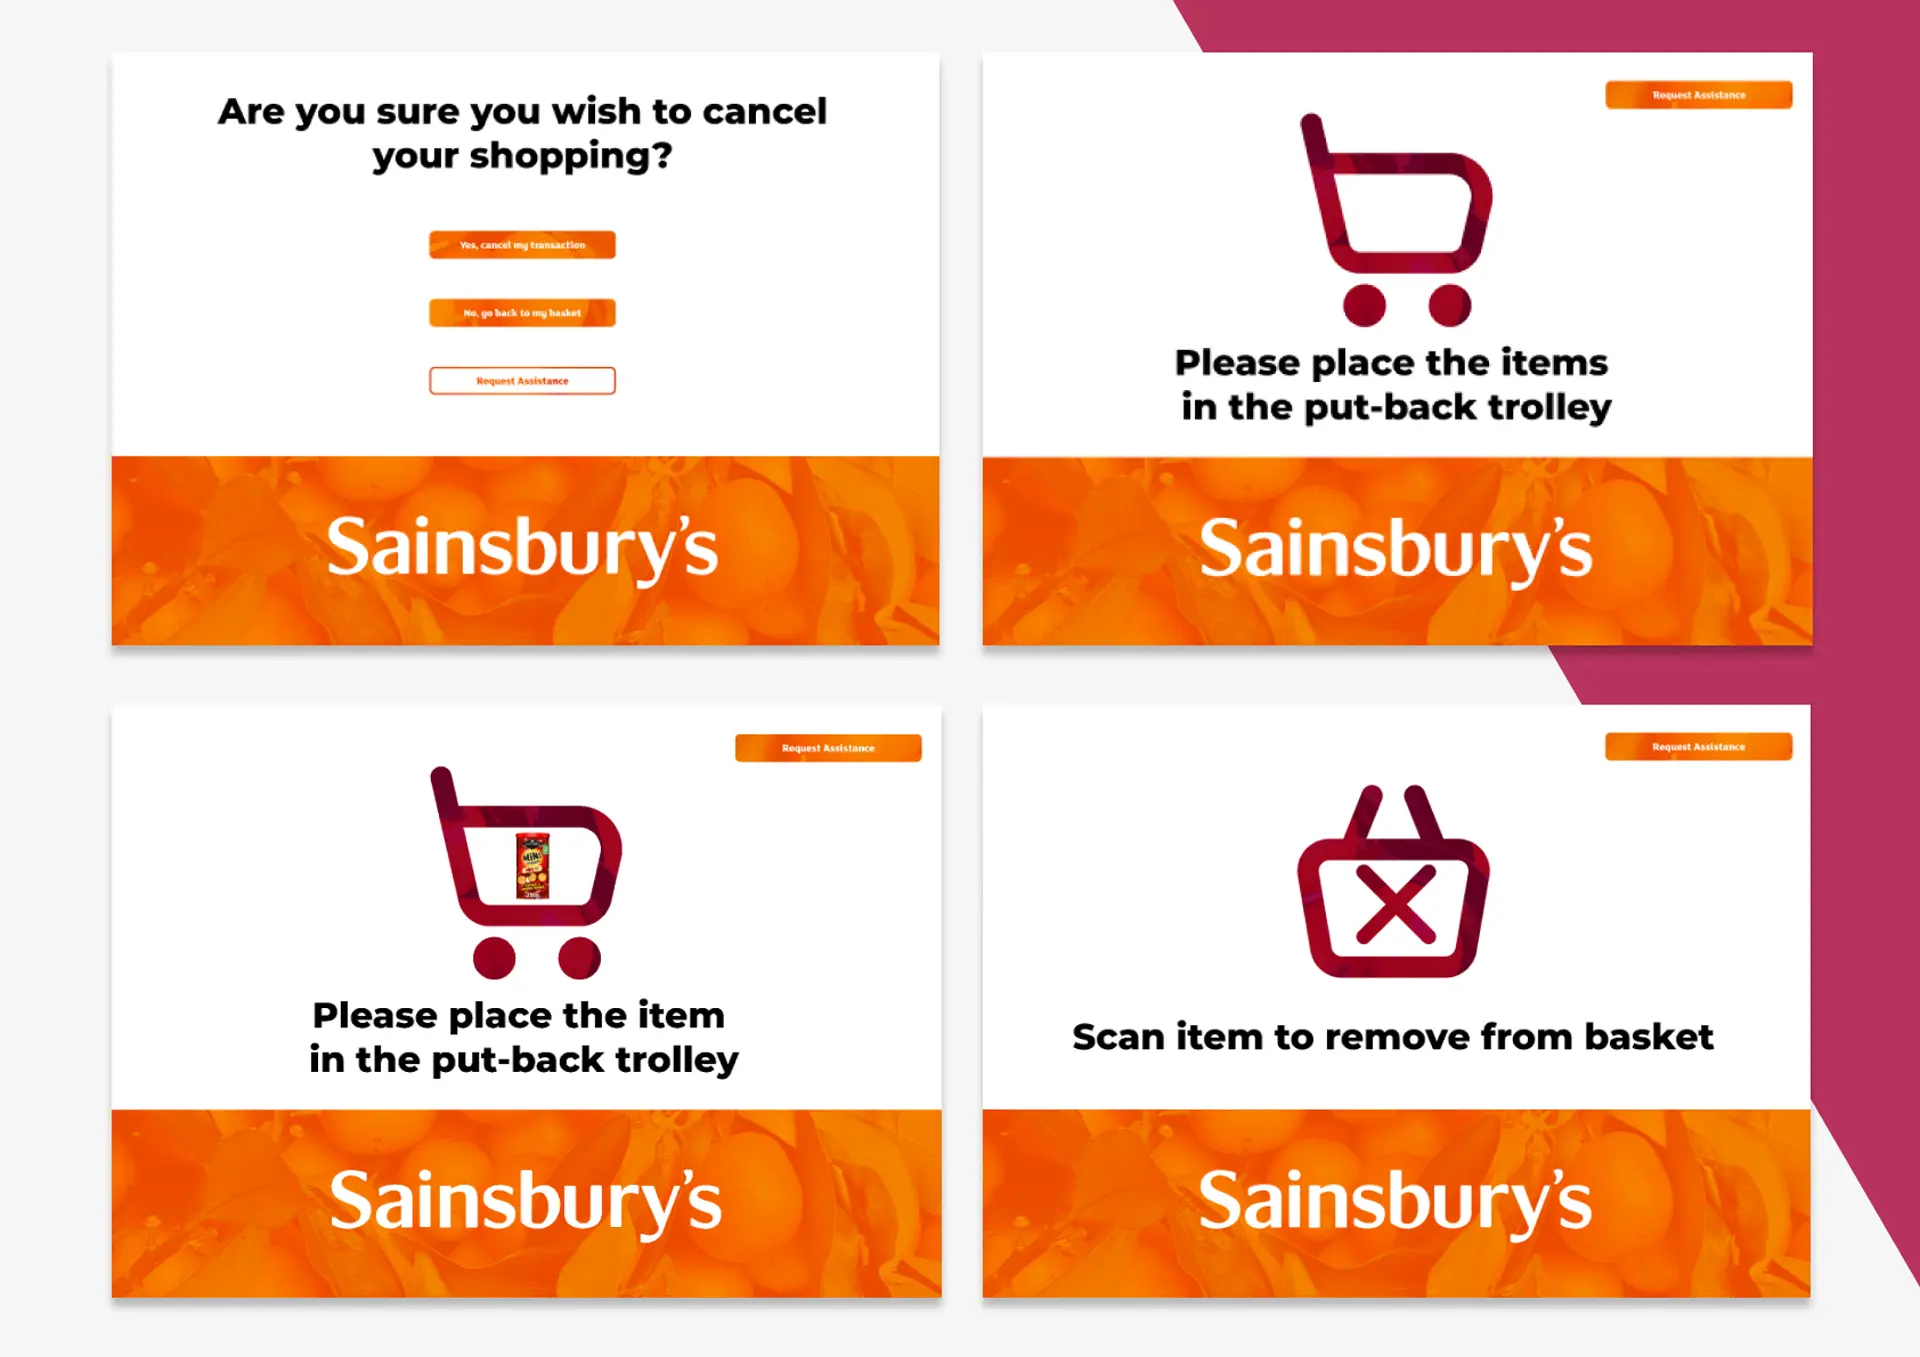 Are you sure you wish to cancel
your shopping?
Yes, cancel my transaction
No, go back to my basket
Request Assistance
Sainsbury's
Request Assistance
Please place the items
in the put-back trolley
Sainsbury's
Request Assistance
MINI
Please place the item
in the put-back trolley
Sainsbury's
Request Assistance
Scan item to remove from basket
Sainsbury's